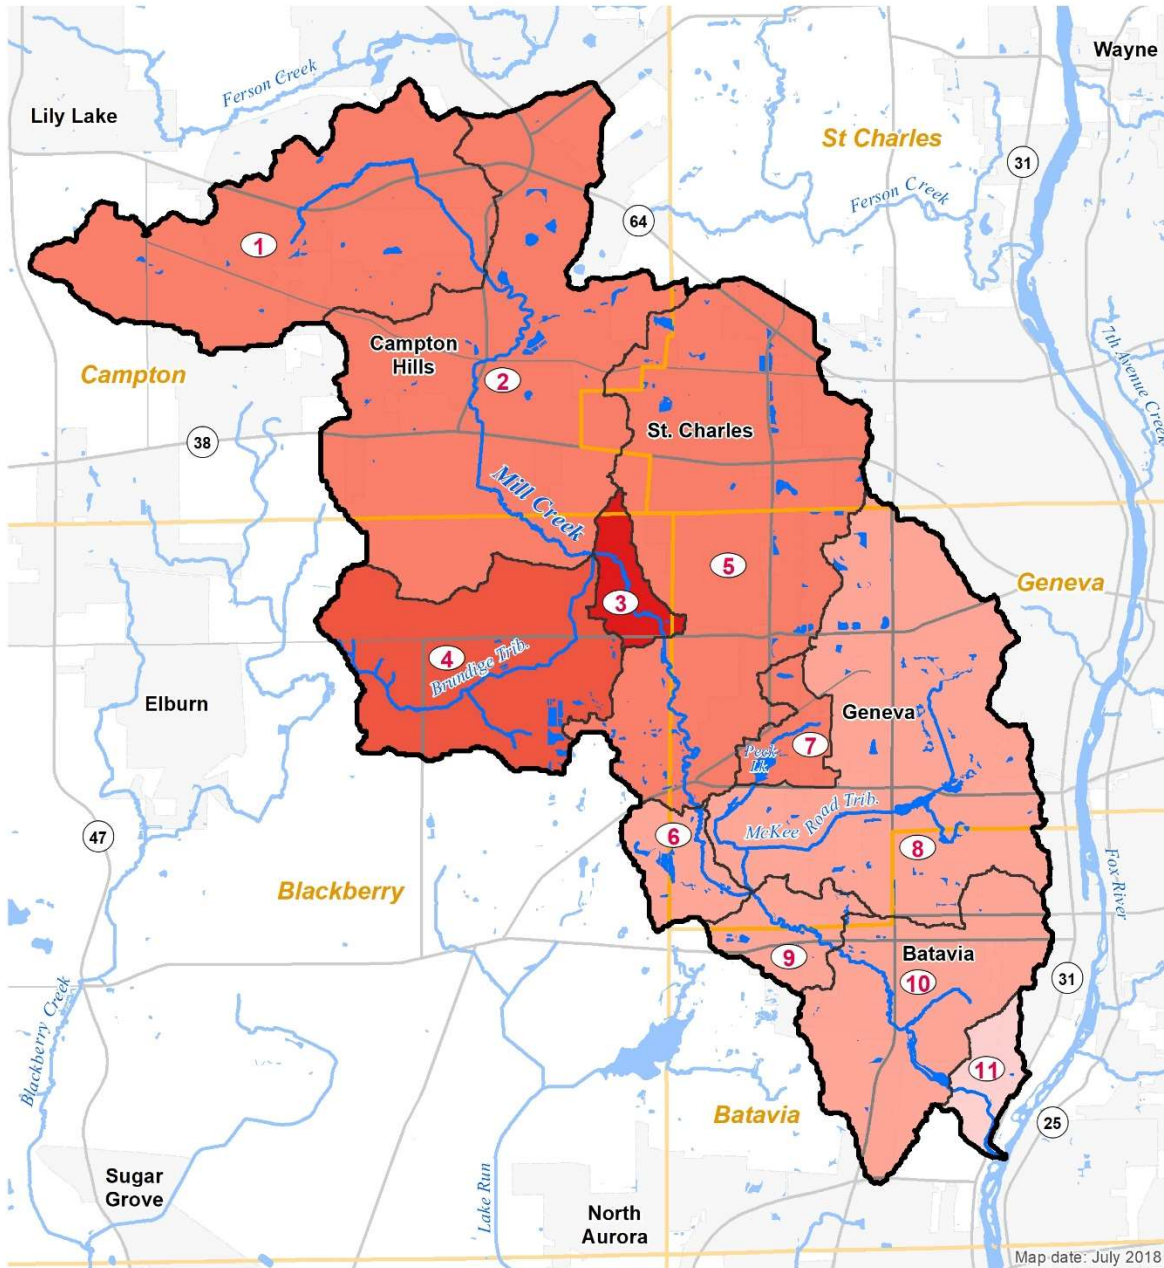 Wayne
Ferson Creek
Lily Lake
St Charles
31
Ferson Creek
64
1
7th Avenue Creek
Campton
Hills
Campton
2
St. Charles
38
Mill Creek
5
Geneva
3
4
Brundige Trib.
Elburn
Geneva
7
Peck
Lk.
McKee Road Trib.
47
6
8
Blackberry
Fox River
9
Batavia
10
31
Blackberry Creek
11
Batavia
25
Sugar
Grove
Lake Run
North
Aurora
Map date: July 2018